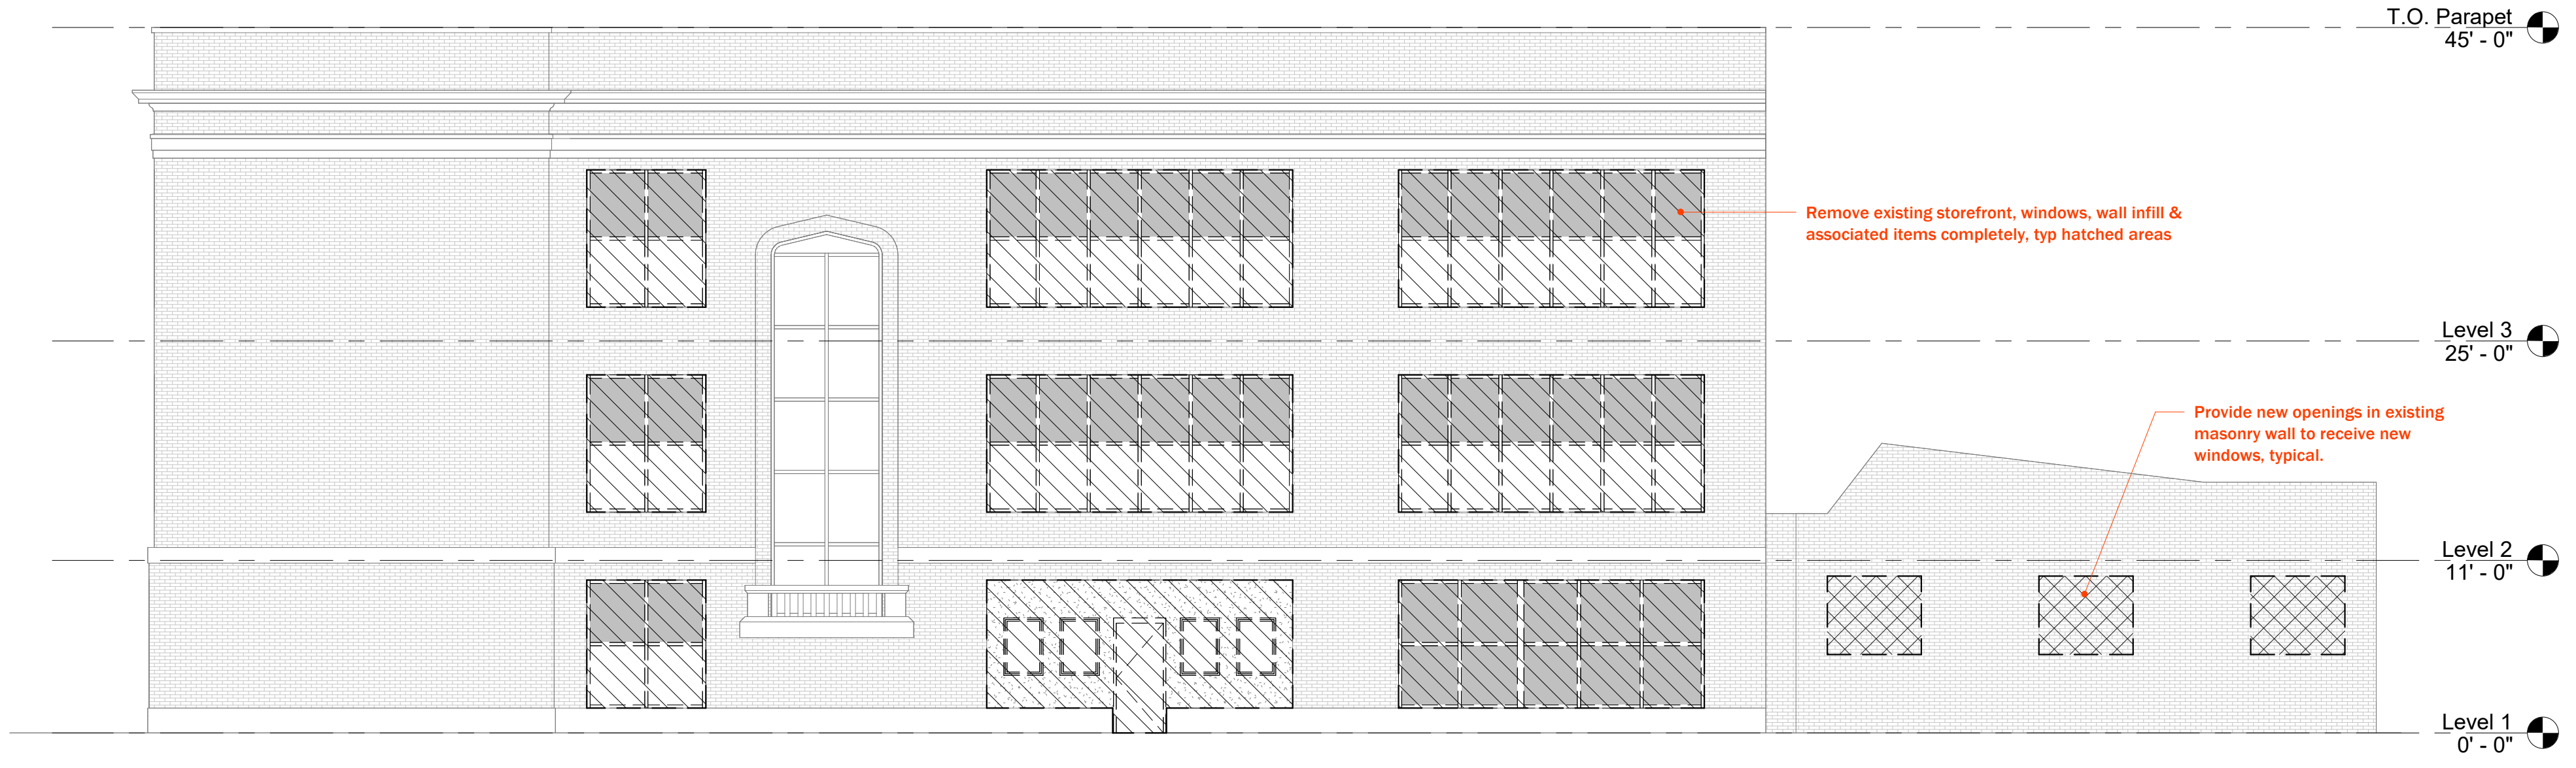 T.O. Parapet
45' - 0"
Remove existing storefront, windows, wall infill &
associated items completely, typ hatched areas
Level 3
25' - 0"
Provide new openings in existing
masonry wall to receive new
windows, typical.
Level 2
11' - 0"
Level 1
0' - 0"